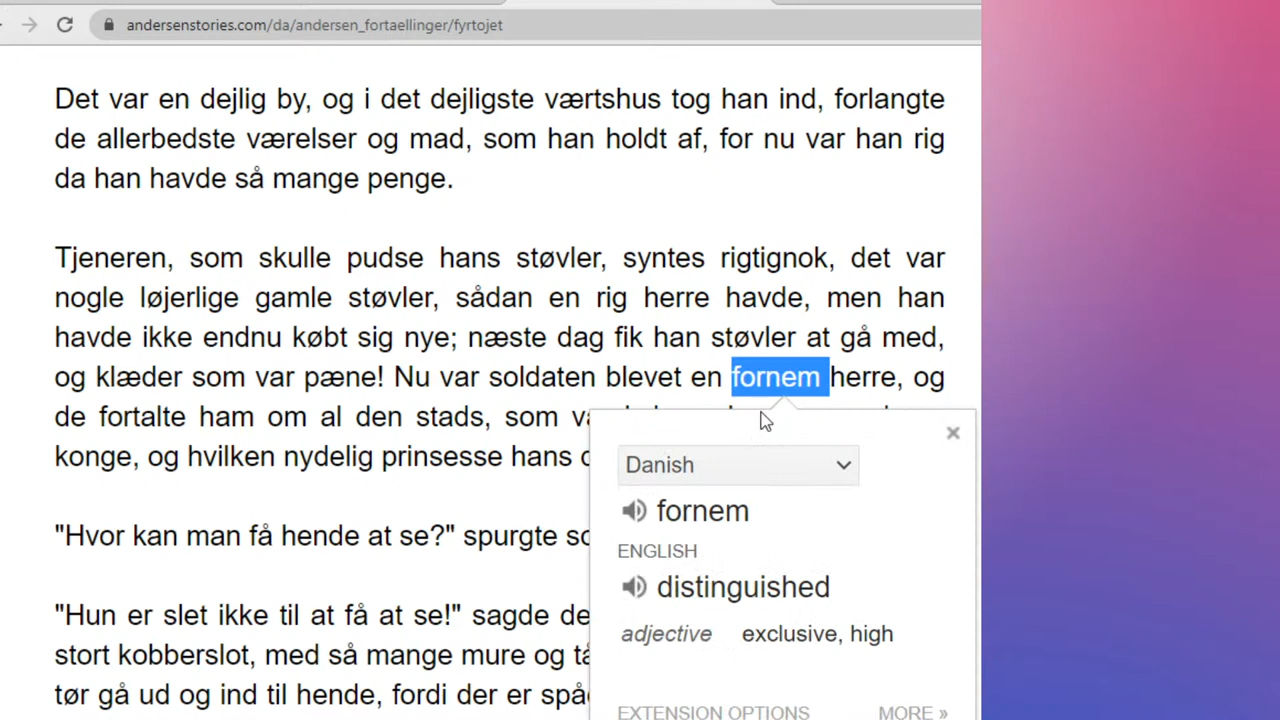 andersenstories.com/da/andersen_fortaellinger/fyrtojet
Det var en dejlig by, og i det dejligste værtshus tog han ind, forlangte
de allerbedste værelser og mad, som han holdt af, for nu var han rig
da han havde så mange penge.
Tjeneren, som skulle pudse hans støvler, syntes rigtignok, det var
nogle løjerlige gamle støvler, sådan en rig herre havde, men han
havde ikke endnu købt sig nye; næste dag fik han støvler at gå med,
og klæder som var pæne! Nu var soldaten blevet en fornem herre, og
de fortalte ham om al den stads, som
konge, og hvilken nydelig prinsesse hans
"Hvor kan man få hende at se?" spurgte
"Hun er slet ikke til at få at se!" sagde
stort kobberslot, med så mange mure og
tør gå ud og ind til hende, fordi der er
Danish
fornem
ENGLISH
distinguished
adjective exclusive, high
EXTENSION OPTIONS MORE »